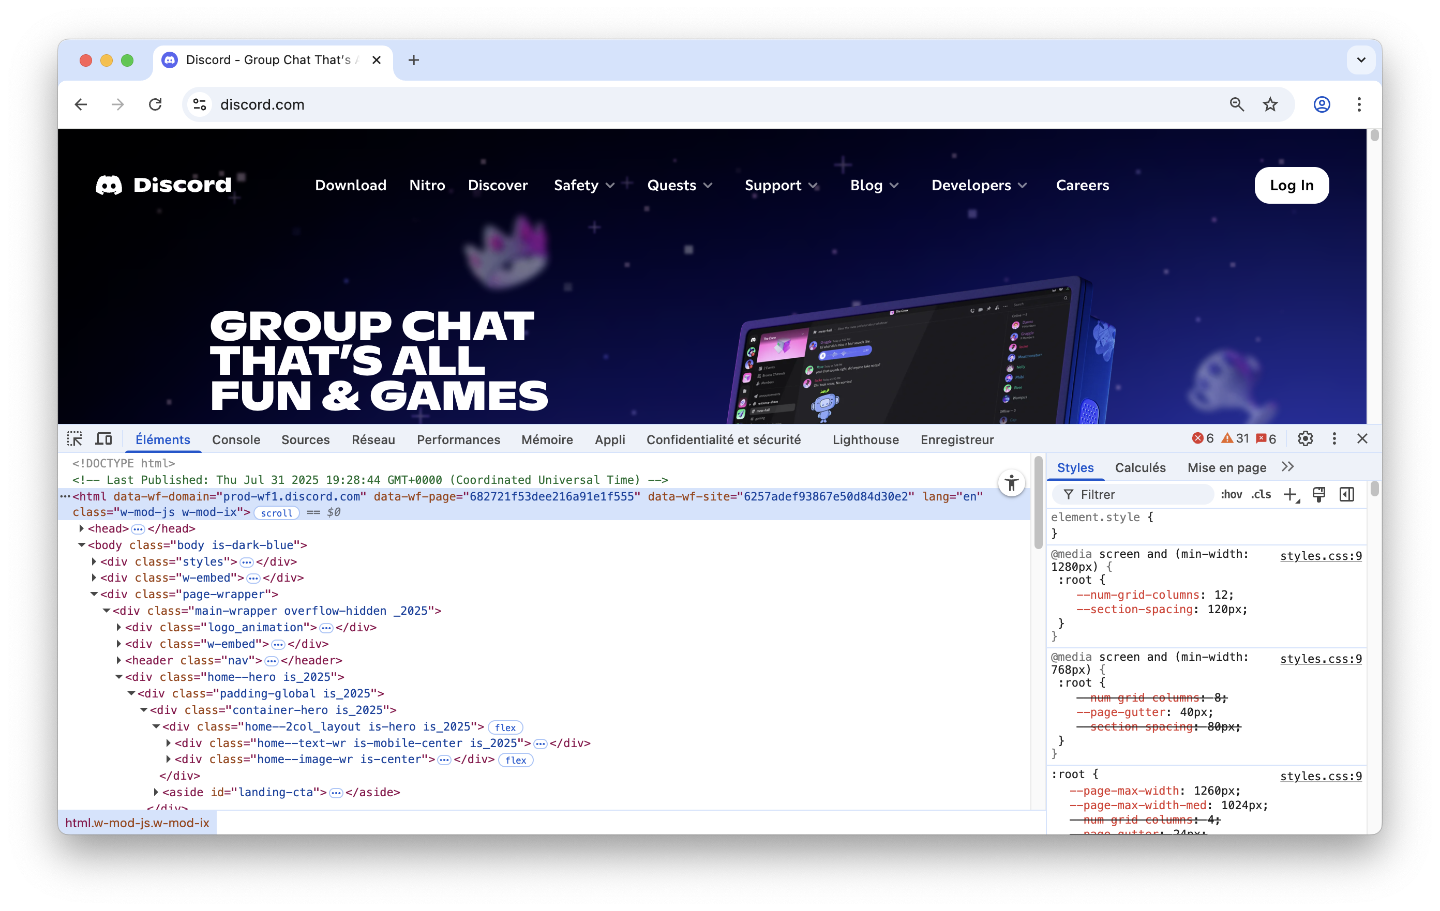 Discord - Group Chat That's A
discord.com
Discord
Download Nitro Discover Safety Quests Support Blog Developers Careers
Log In
GROUP CHAT
THAT'S ALL
FUN & GAMES
Éléments Console Sources Réseau Performances Mémoire Appli Confidentialité et sécurité Lighthouse Enregistreur 6 31 6
<!DOCTYPE html>
<!-- Last Published: Thu Jul 31 2025 19:28:44 GMT+0000 (Coordinated Universal Time) -->
<html data-wf-domain="prod-wf1.discord.com" data-wf-page="682721f53dee216a91e1f555" data-wf-site="6257adef93867e50d84d30e2" lang="en"
class="w-mod-js w-mod-ix"> scroll == $0
<head> ⋯ </head>
<body class="body is-dark-blue">
<div class="styles"> ⋯ </div>
<div class="w-embed"> ⋯ </div>
<div class="page-wrapper">
<div class="main-wrapper overflow-hidden _2025">
<div class="logo_animation"> ⋯ </div>
<div class="w-embed"> ⋯ </div>
<header class="nav"> ⋯ </header>
<div class="home--hero is_2025">
<div class="padding-global is_2025">
<div class="container-hero is_2025">
<div class="home--2col_layout is-hero is_2025"> flex
<div class="home--text-wr is-mobile-center is_2025"> ⋯ </div>
<div class="home--image-wr is-center"> ⋯ </div> flex
</div>
<aside id="landing-cta"> ⋯ </aside>
</div>
html.w-mod-js.w-mod-ix
Styles Calculés Mise en page
Filtrer :hov .cls
element.style {
}
@media screen and (min-width: styles.css:9
1280px) {
:root {
--num-grid-columns: 12;
--section-spacing: 120px;
}
}
@media screen and (min-width: styles.css:9
768px) {
:root {
--num-grid-columns: 8;
--page-gutter: 40px;
--section-spacing: 80px;
}
}
:root { styles.css:9
--page-max-width: 1260px;
--page-max-width-med: 1024px;
--num-grid-columns: 4;
--page-gutter: 24px;